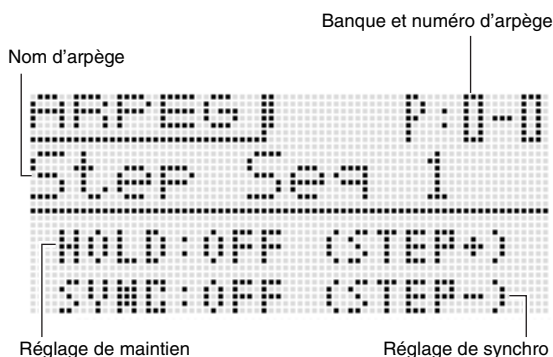 Banque et numéro d'arpège
Nom d'arpège
ARPEG P:0-0
Step Seq 1
HOLD:OFF (STEP+)
SYNC:OFF (STEP-)
Réglage de maintien Réglage de synchro